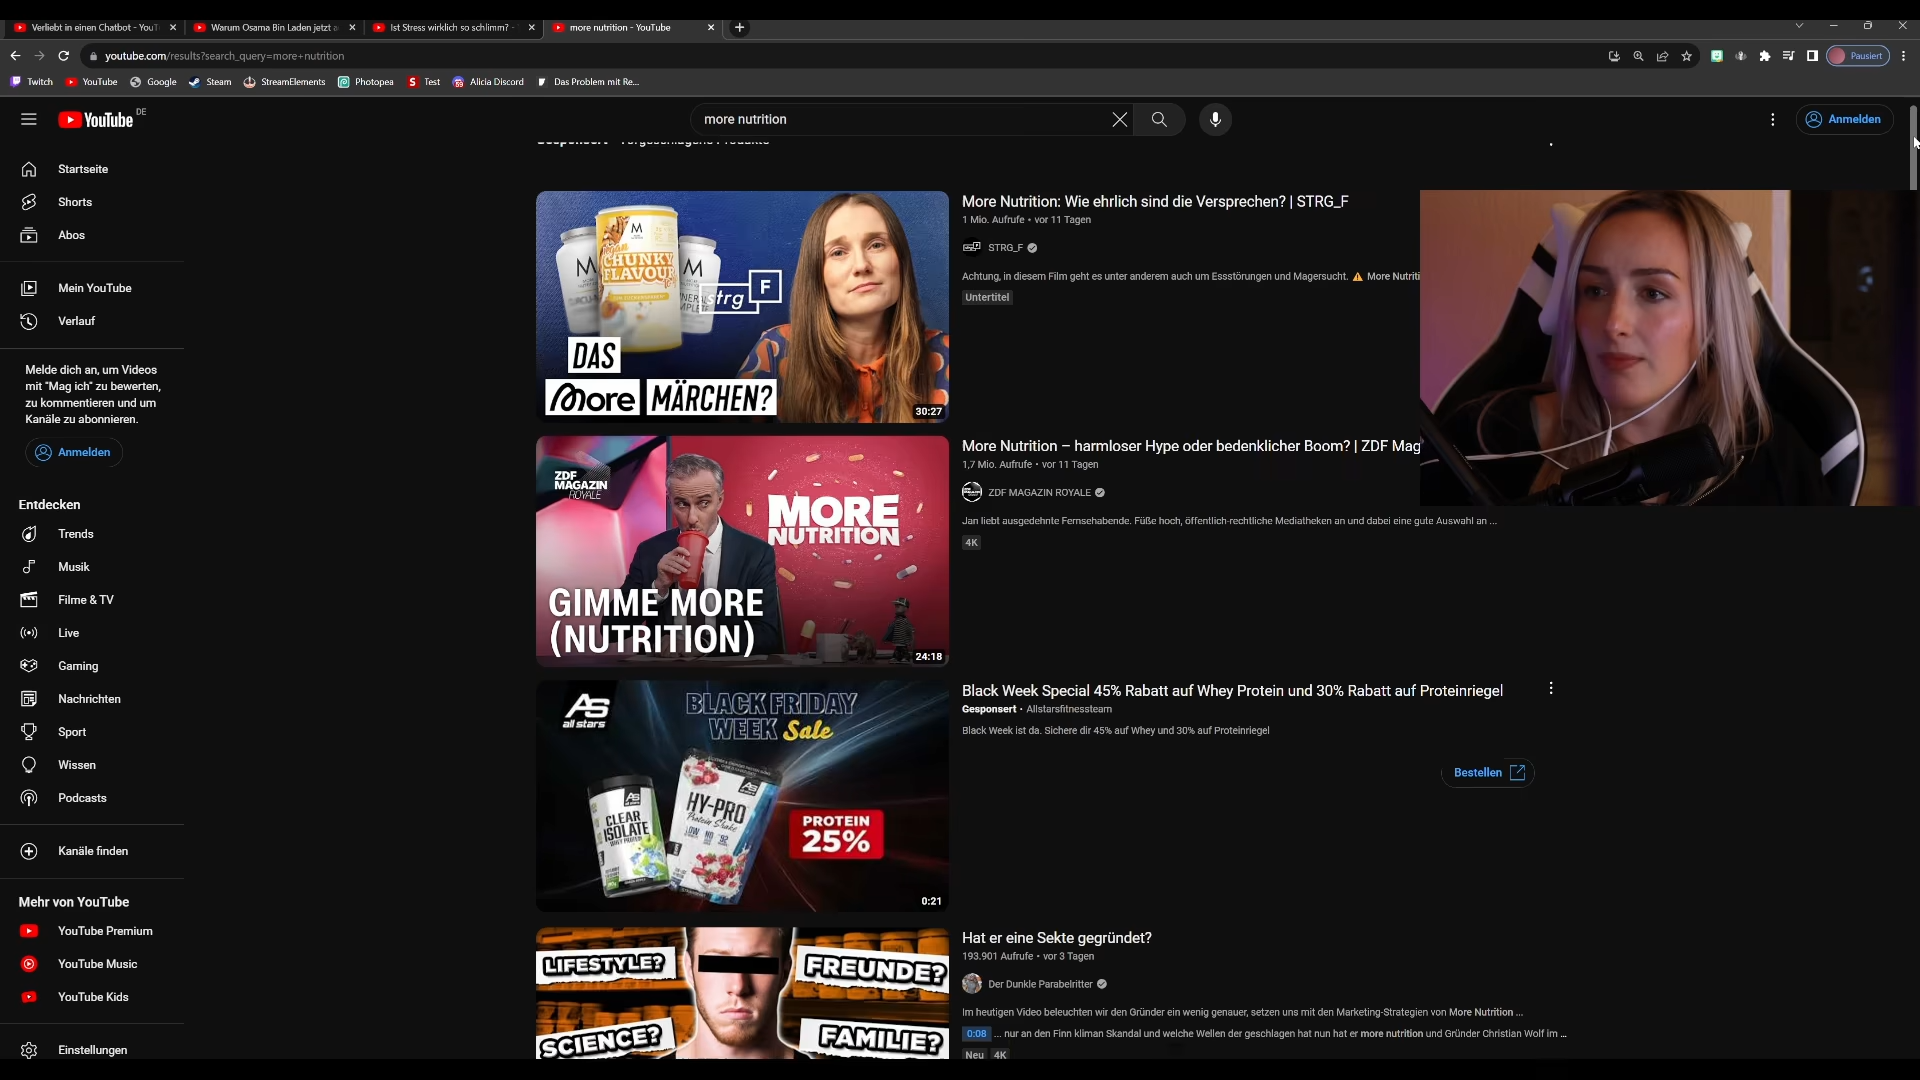 Verliebt in einen Chatbot - YouT
Warum Osama Bin Laden jetzt a
Ist Stress wirklich so schlimm? -
more nutrition - YouTube
youtube.com/results?search_query=more+nutrition
Pausiert
Twitch
YouTube
Google
Steam
StreamElements
Photopea
Test
Alicia Discord
Das Problem mit Re...
YouTube DE
more nutrition
Anmelden
Startseite
Shorts
Abos
Mein YouTube
Verlauf
Melde dich an, um Videos
mit "Mag ich" zu bewerten,
zu kommentieren und um
Kanäle zu abonnieren.
Anmelden
Entdecken
Trends
Musik
Filme & TV
Live
Gaming
Nachrichten
Sport
Wissen
Podcasts
Kanäle finden
Mehr von YouTube
YouTube Premium
YouTube Music
YouTube Kids
Einstellungen
CHUNKY
FLAVOUR
strg F
DAS
More MÄRCHEN?
30:27
More Nutrition: Wie ehrlich sind die Versprechen? | STRG_F
1 Mio. Aufrufe • vor 11 Tagen
STRG_F
Achtung, in diesem Film geht es unter anderem auch um Essstörungen und Magersucht. ⚠ More Nutriti
Untertitel
ZDF
MAGAZIN
ROYALE
MORE
NUTRITION
GIMME MORE
(NUTRITION)
24:18
More Nutrition – harmloser Hype oder bedenklicher Boom? | ZDF Mag
1,7 Mio. Aufrufe • vor 11 Tagen
ZDF MAGAZIN ROYALE
Jan liebt ausgedehnte Fernsehabende. Füße hoch, öffentlich-rechtliche Mediatheken an und dabei eine gute Auswahl an ...
4K
AS
all stars
BLACK FRIDAY
WEEK Sale
CLEAR
ISOLATE
WHEY PROTEIN
HY-PRO
Protein Shake
PROTEIN
25%
0:21
Black Week Special 45% Rabatt auf Whey Protein und 30% Rabatt auf Proteinriegel
Gesponsert • Allstarsfitnessteam
Black Week ist da. Sichere dir 45% auf Whey und 30% auf Proteinriegel
Bestellen
LIFESTYLE?
FREUNDE?
SCIENCE?
FAMILIE?
Hat er eine Sekte gegründet?
193.901 Aufrufe • vor 3 Tagen
Der Dunkle Parabelritter
Im heutigen Video beleuchten wir den Gründer ein wenig genauer, setzen uns mit den Marketing-Strategien von More Nutrition ...
0:08 ... nur an den Finn kliman Skandal und welche Wellen der geschlagen hat nun hat er more nutrition und Gründer Christian Wolf im ...
Neu 4K